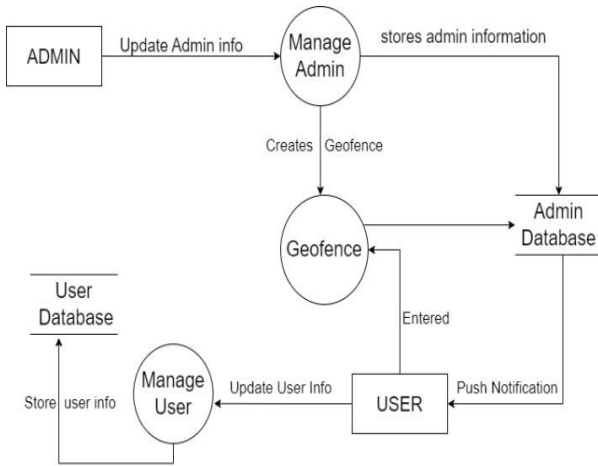 ADMIN
Update Admin info
Manage
Admin
stores admin information
Creates Geofence
Geofence
Admin
Database
User
Database
Entered
Manage
User
Update User Info
USER
Push Notification
Store user info